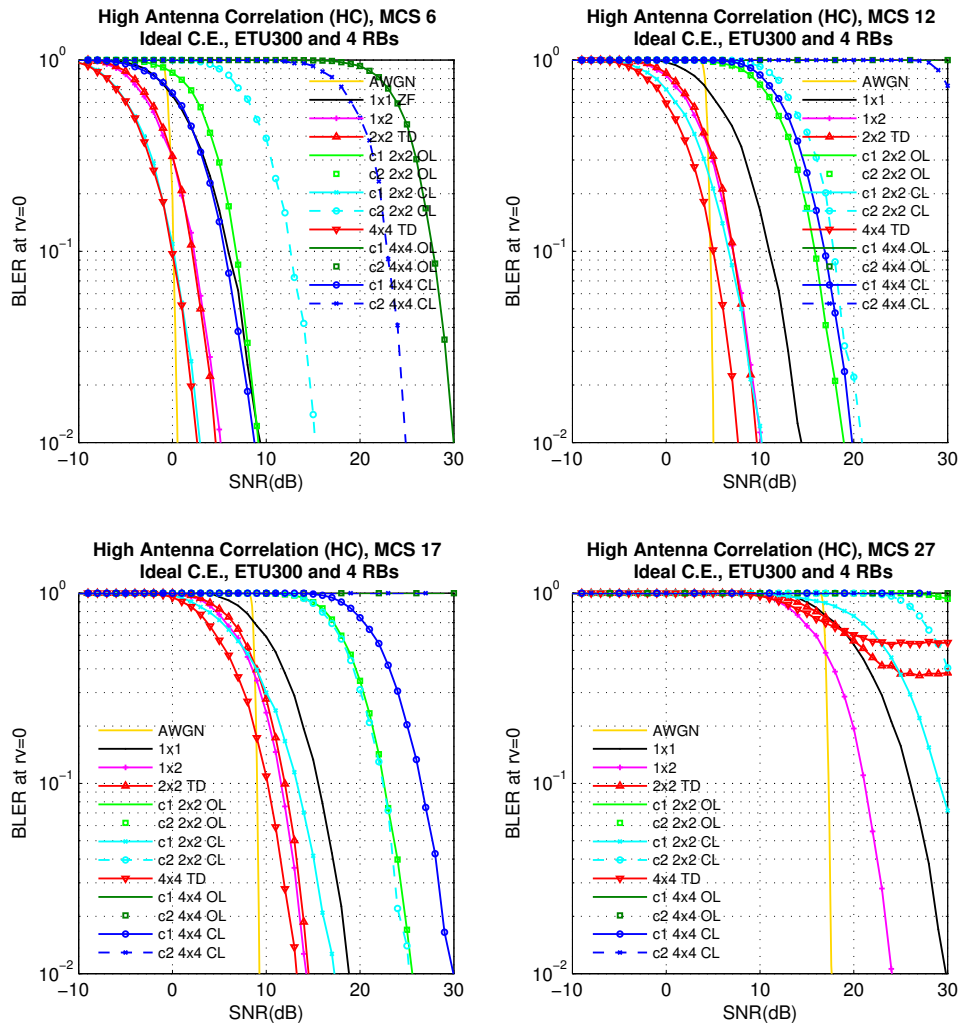 High Antenna Correlation (HC), MCS 6
Ideal C.E., ETU300 and 4 RBs
10^0
10^-1
10^-2
BLER at rv=0
-10
0
10
20
30
SNR(dB)
AWGN
1x1 ZF
1x2
2x2 TD
c1 2x2 OL
c2 2x2 OL
c1 2x2 CL
c2 2x2 CL
4x4 TD
c1 4x4 OL
c2 4x4 OL
c1 4x4 CL
c2 4x4 CL
High Antenna Correlation (HC), MCS 12
Ideal C.E., ETU300 and 4 RBs
10^0
10^-1
10^-2
BLER at rv=0
-10
0
10
20
30
SNR(dB)
AWGN
1x1
1x2
2x2 TD
c1 2x2 OL
c2 2x2 OL
c1 2x2 CL
c2 2x2 CL
4x4 TD
c1 4x4 OL
c2 4x4 OL
c1 4x4 CL
c2 4x4 CL
High Antenna Correlation (HC), MCS 17
Ideal C.E., ETU300 and 4 RBs
10^0
10^-1
10^-2
BLER at rv=0
-10
0
10
20
30
SNR(dB)
AWGN
1x1
1x2
2x2 TD
c1 2x2 OL
c2 2x2 OL
c1 2x2 CL
c2 2x2 CL
4x4 TD
c1 4x4 OL
c2 4x4 OL
c1 4x4 CL
c2 4x4 CL
High Antenna Correlation (HC), MCS 27
Ideal C.E., ETU300 and 4 RBs
10^0
10^-1
10^-2
BLER at rv=0
-10
0
10
20
30
SNR(dB)
AWGN
1x1
1x2
2x2 TD
c1 2x2 OL
c2 2x2 OL
c1 2x2 CL
c2 2x2 CL
4x4 TD
c1 4x4 OL
c2 4x4 OL
c1 4x4 CL
c2 4x4 CL